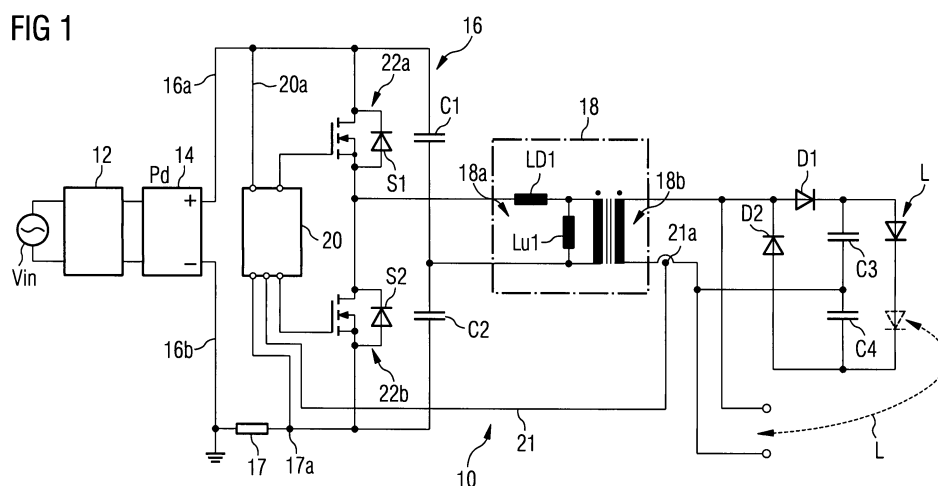 FIG 1
16
22a
16a
20a
C1
18
12
14
Pd
S1
18a
LD1
18b
D1
L
+
D2
20
Lu1
21a
C3
Vin
−
S2
C2
C4
16b
22b
17
17a
21
10
L